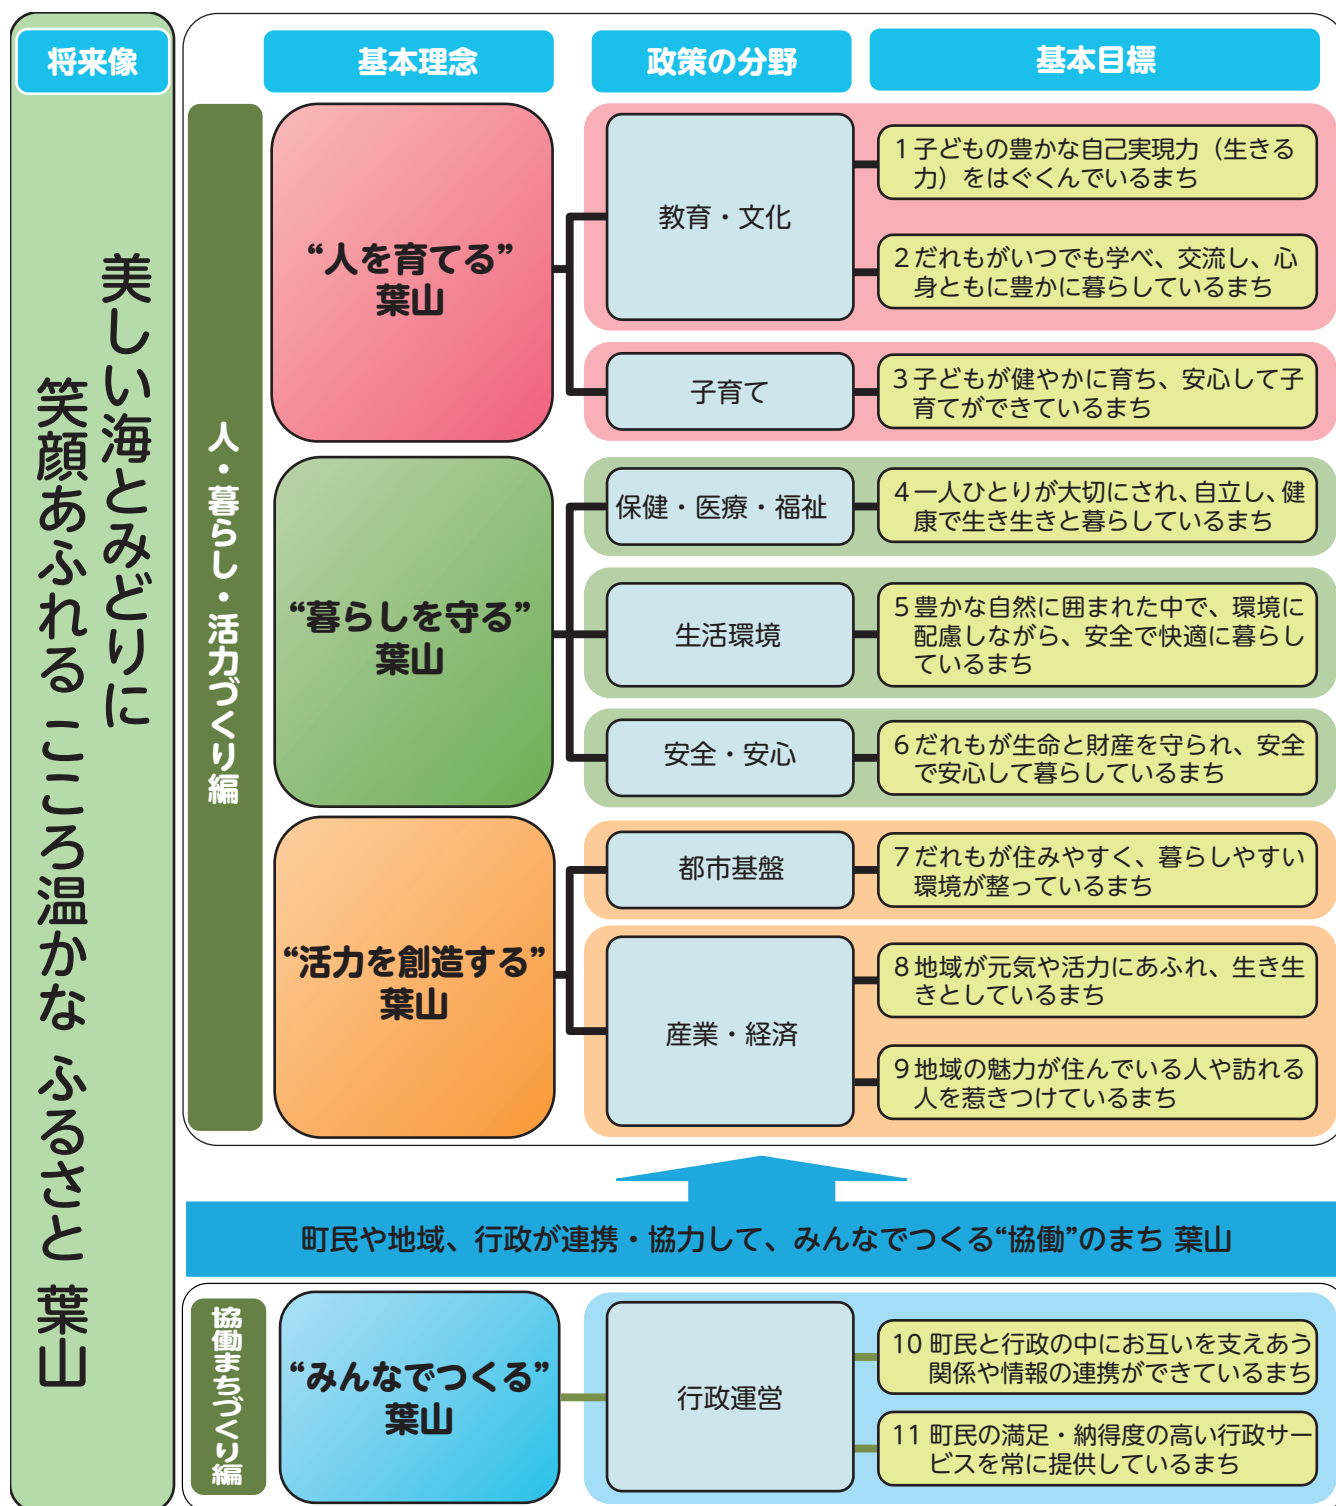 将来像
美しい海とみどりに
笑顔あふれる こころ温かな ふるさと 葉山
基本理念
政策の分野
基本目標
人・暮らし・活力づくり編
“人を育てる”
葉山
教育・文化
1 子どもの豊かな自己実現力（生きる
力）をはぐくんでいるまち
2 だれもがいつでも学べ、交流し、心
身ともに豊かに暮らしているまち
子育て
3 子どもが健やかに育ち、安心して子
育てができているまち
“暮らしを守る”
葉山
保健・医療・福祉
4 一人ひとりが大切にされ、自立し、健
康で生き生きと暮らしているまち
生活環境
5 豊かな自然に囲まれた中で、環境に
配慮しながら、安全で快適に暮らし
ているまち
安全・安心
6 だれもが生命と財産を守られ、安全
で安心して暮らしているまち
“活力を創造する”
葉山
都市基盤
7 だれもが住みやすく、暮らしやすい
環境が整っているまち
産業・経済
8 地域が元気や活力にあふれ、生き生
きとしているまち
9 地域の魅力が住んでいる人や訪れる
人を惹きつけているまち
町民や地域、行政が連携・協力して、みんなでつくる“協働”のまち 葉山
協働まちづくり編
“みんなでつくる”
葉山
行政運営
10 町民と行政の中にお互いを支えあう
関係や情報の連携ができているまち
11 町民の満足・納得度の高い行政サー
ビスを常に提供しているまち